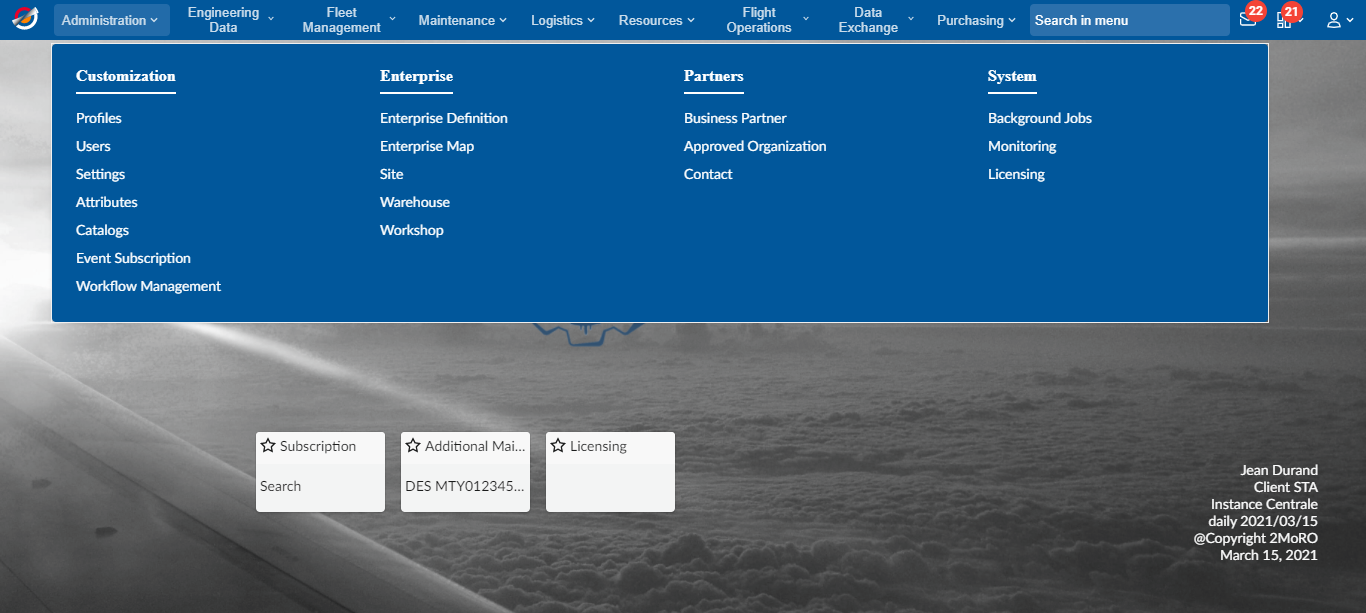 Administration
Engineering
Data
Fleet
Management
Maintenance
Logistics
Resources
Flight
Operations
Data
Exchange
Purchasing
Search in menu
22
21
Customization
Profiles
Users
Settings
Attributes
Catalogs
Event Subscription
Workflow Management
Enterprise
Enterprise Definition
Enterprise Map
Site
Warehouse
Workshop
Partners
Business Partner
Approved Organization
Contact
System
Background Jobs
Monitoring
Licensing
Subscription
Search
Additional Mai...
DES MTY012345...
Licensing
Jean Durand
Client STA
Instance Centrale
daily 2021/03/15
@Copyright 2MoRO
March 15, 2021